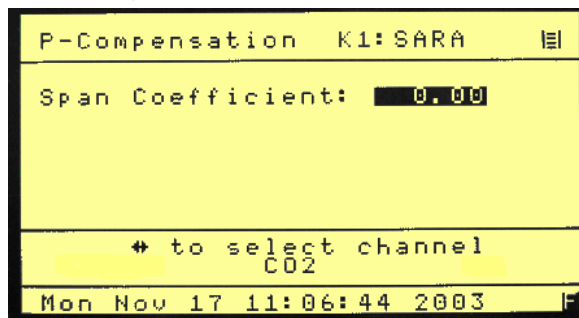 P-Compensation K1:SARA
Span Coefficient: 0.00
to select channel
CO2
Mon Nov 17 11:06:44 2003